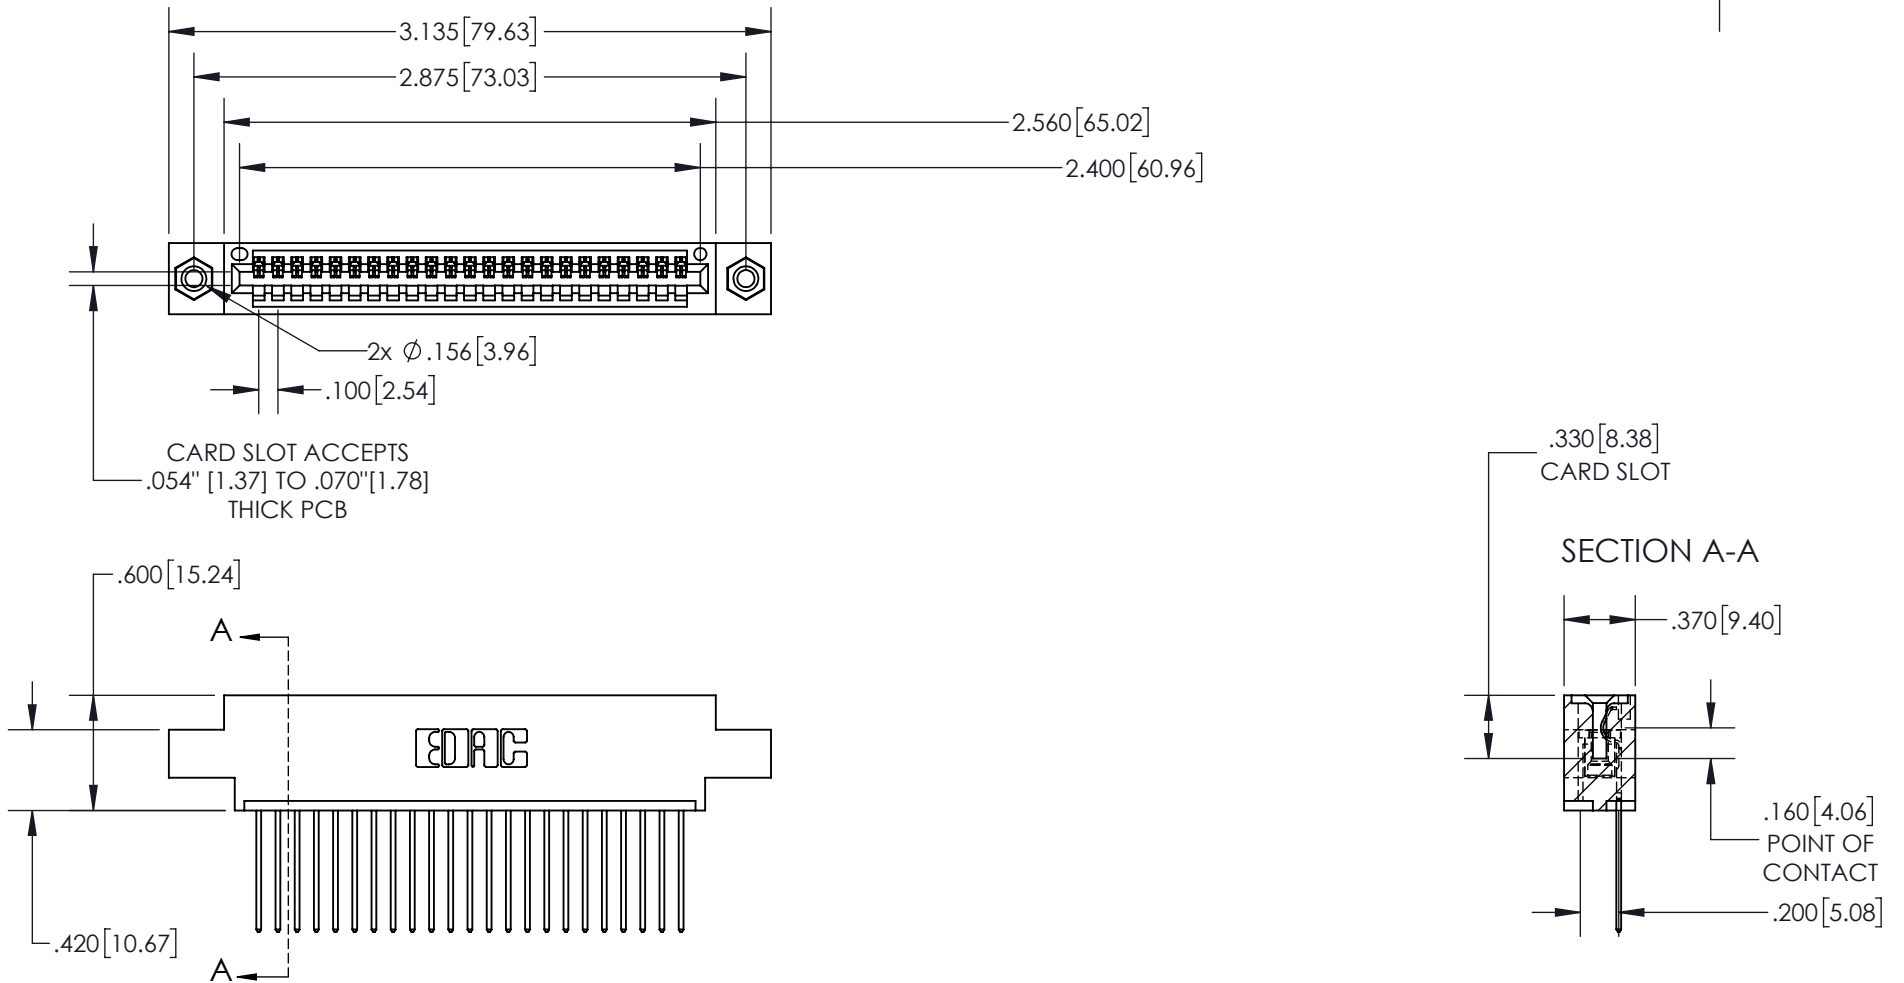 3.135[79.63]
2.875[73.03]
2.560[65.02]
2.400[60.96]
2x Ø.156[3.96]
.100[2.54]
CARD SLOT ACCEPTS
.054" [1.37] TO .070"[1.78]
THICK PCB
.330[8.38]
CARD SLOT
SECTION A-A
.600[15.24]
A
.370[9.40]
EDAC
.160[4.06]
POINT OF
CONTACT
.200[5.08]
.420[10.67]
A